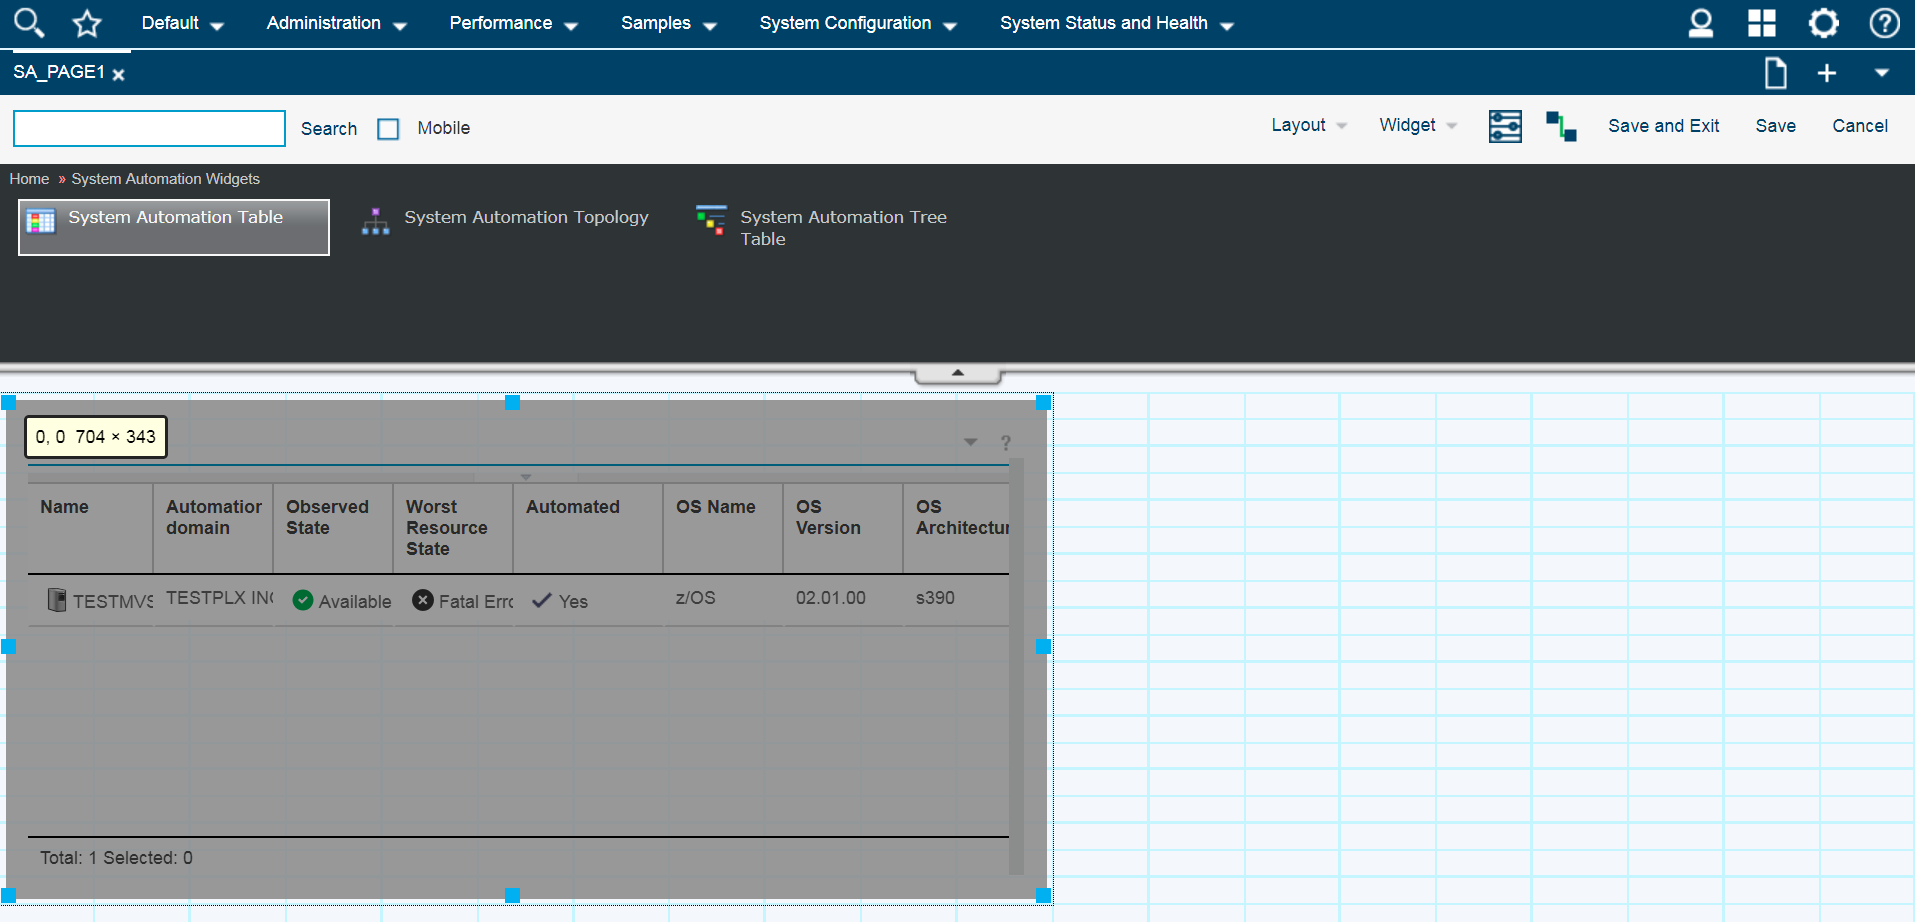 Default Administration Performance Samples System Configuration System Status and Health
SA_PAGE1
Search Mobile Layout Widget Save and Exit Save Cancel
Home » System Automation Widgets
System Automation Table System Automation Topology System Automation Tree
Table
0, 0 704 × 343
?
Name Automatior Observed Worst Automated OS Name OS OS
domain State Resource Version Architectur
State
TESTMVS TESTPLX INC Available Fatal Erro Yes z/OS 02.01.00 s390
Total: 1 Selected: 0